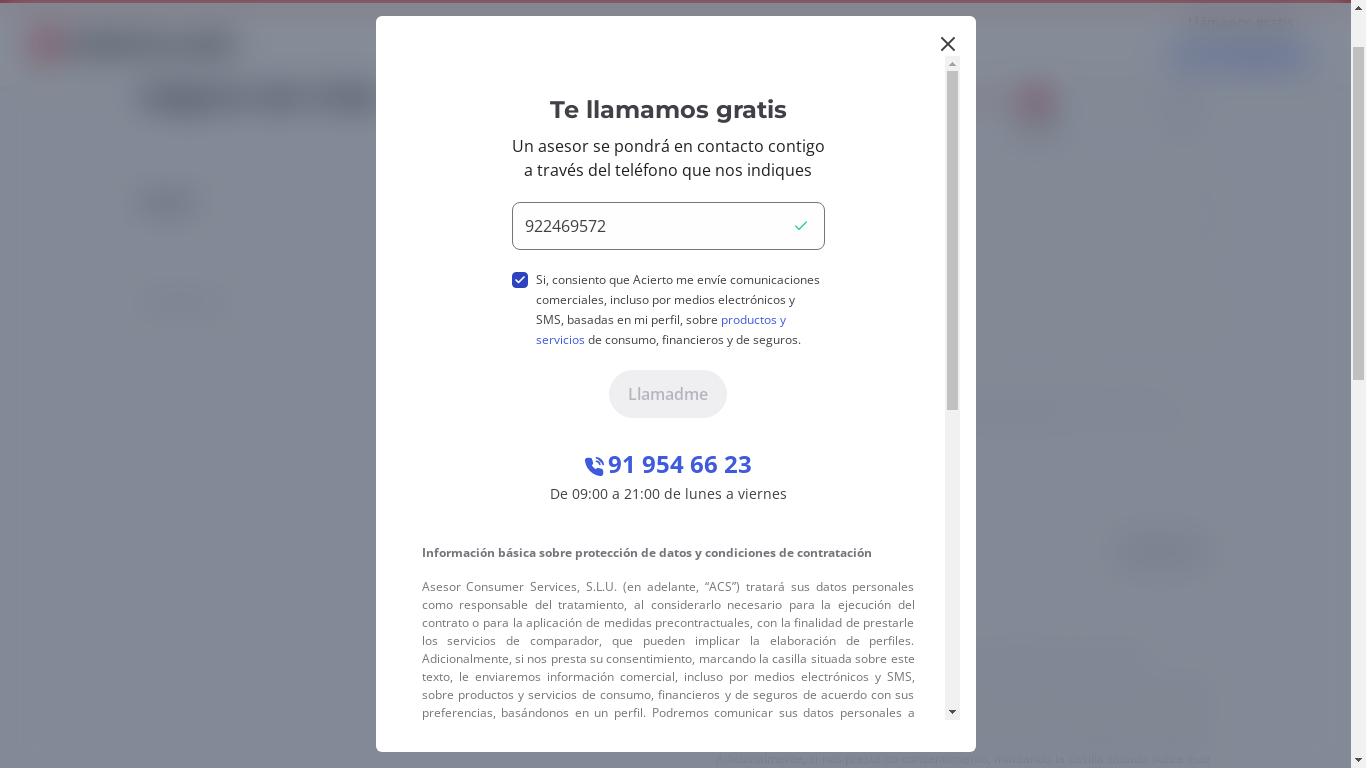 Llámanos gratis
Te llamamos gratis
Un asesor se pondrá en contacto contigo
a través del teléfono que nos indiques
922469572
Si, consiento que Acierto me envíe comunicaciones
comerciales, incluso por medios electrónicos y
SMS, basadas en mi perfil, sobre productos y
servicios de consumo, financieros y de seguros.
Llamadme
91 954 66 23
De 09:00 a 21:00 de lunes a viernes
Información básica sobre protección de datos y condiciones de contratación
Asesor Consumer Services, S.L.U. (en adelante, “ACS”) tratará sus datos personales
como responsable del tratamiento, al considerarlo necesario para la ejecución del
contrato o para la aplicación de medidas precontractuales, con la finalidad de prestarle
los servicios de comparador, que pueden implicar la elaboración de perfiles.
Adicionalmente, si nos presta su consentimiento, marcando la casilla situada sobre este
texto, le enviaremos información comercial, incluso por medios electrónicos y SMS,
sobre productos y servicios de consumo, financieros y de seguros de acuerdo con sus
preferencias, basándonos en un perfil. Podremos comunicar sus datos personales a